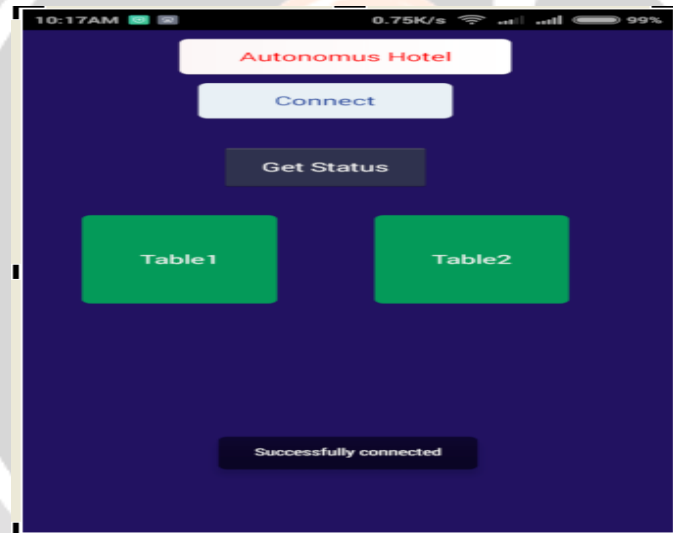 10:17AM 0.75K/s 99%
Autonomus Hotel
Connect
Get Status
Table1 Table2
Successfully connected